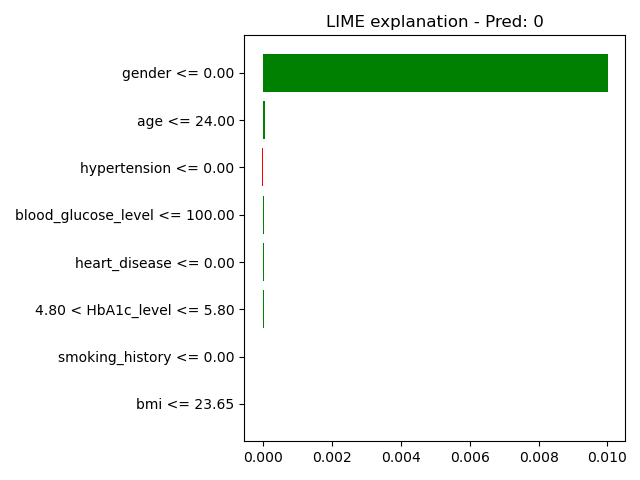 LIME explanation - Pred: 0
gender <= 0.00
age <= 24.00
hypertension <= 0.00
blood_glucose_level <= 100.00
heart_disease <= 0.00
4.80 < HbA1c_level <= 5.80
smoking_history <= 0.00
bmi <= 23.65
0.000 0.002 0.004 0.006 0.008 0.010